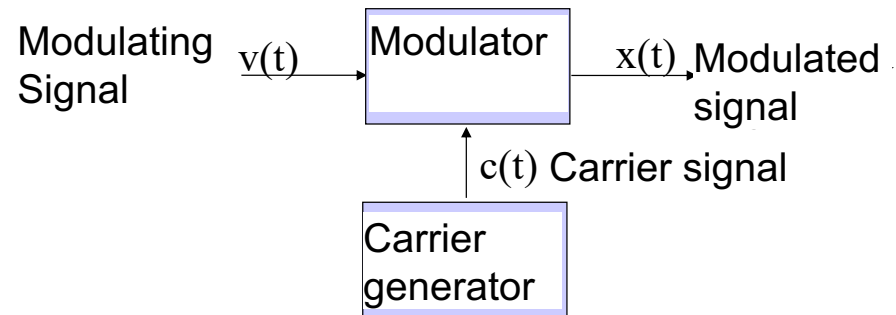 Modulating
Signal
v(t)
Modulator
x(t) Modulated
signal
c(t) Carrier signal
Carrier
generator